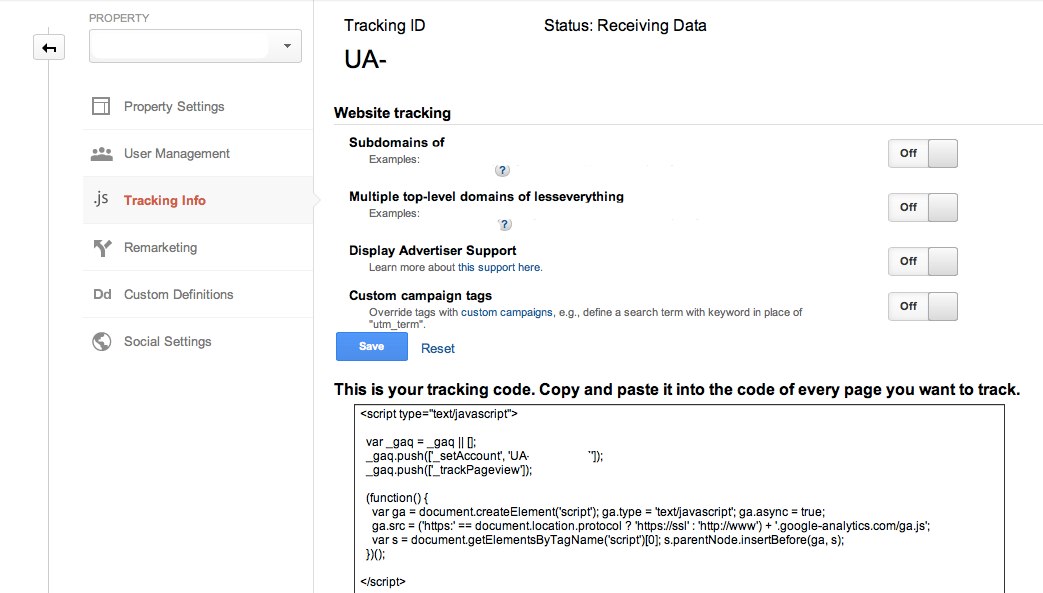 PROPERTY
Property Settings
User Management
.js Tracking Info
Remarketing
Dd Custom Definitions
Social Settings
Tracking ID
Status: Receiving Data
UA-
Website tracking
Subdomains of
Examples:
?
Off
Multiple top-level domains of lesseverything
Examples:
?
Off
Display Advertiser Support
Learn more about this support here.
Off
Custom campaign tags
Override tags with custom campaigns, e.g., define a search term with keyword in place of
"utm_term".
Off
Save
Reset
This is your tracking code. Copy and paste it into the code of every page you want to track.
<script type="text/javascript">
var _gaq = _gaq || [];
_gaq.push(['_setAccount', 'UA- ']);
_gaq.push(['_trackPageview']);
(function() {
var ga = document.createElement('script'); ga.type = 'text/javascript'; ga.async = true;
ga.src = ('https:' == document.location.protocol ? 'https://ssl' : 'http://www') + '.google-analytics.com/ga.js';
var s = document.getElementsByTagName('script')[0]; s.parentNode.insertBefore(ga, s);
})();
</script>